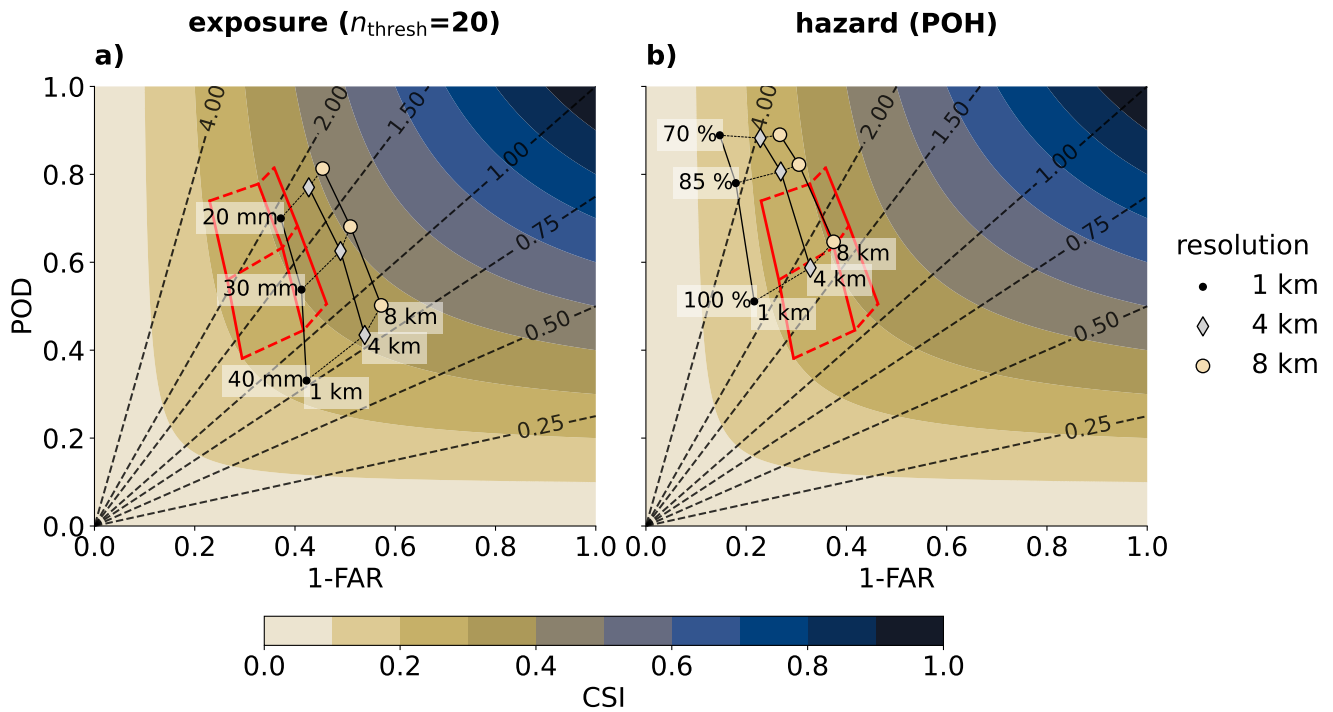 exposure (n_thresh=20)
hazard (POH)
a)
b)
1.0
0.8
0.6
0.4
0.2
0.0
POD
4.00
2.00
1.50
1.00
0.75
0.50
0.25
20 mm
30 mm
40 mm
8 km
4 km
1 km
0.0 0.2 0.4 0.6 0.8 1.0
1-FAR
4.00
2.00
1.50
1.00
0.75
0.50
0.25
70 %
85 %
100 %
8 km
4 km
1 km
0.0 0.2 0.4 0.6 0.8 1.0
1-FAR
resolution
1 km
4 km
8 km
0.0 0.2 0.4 0.6 0.8 1.0
CSI